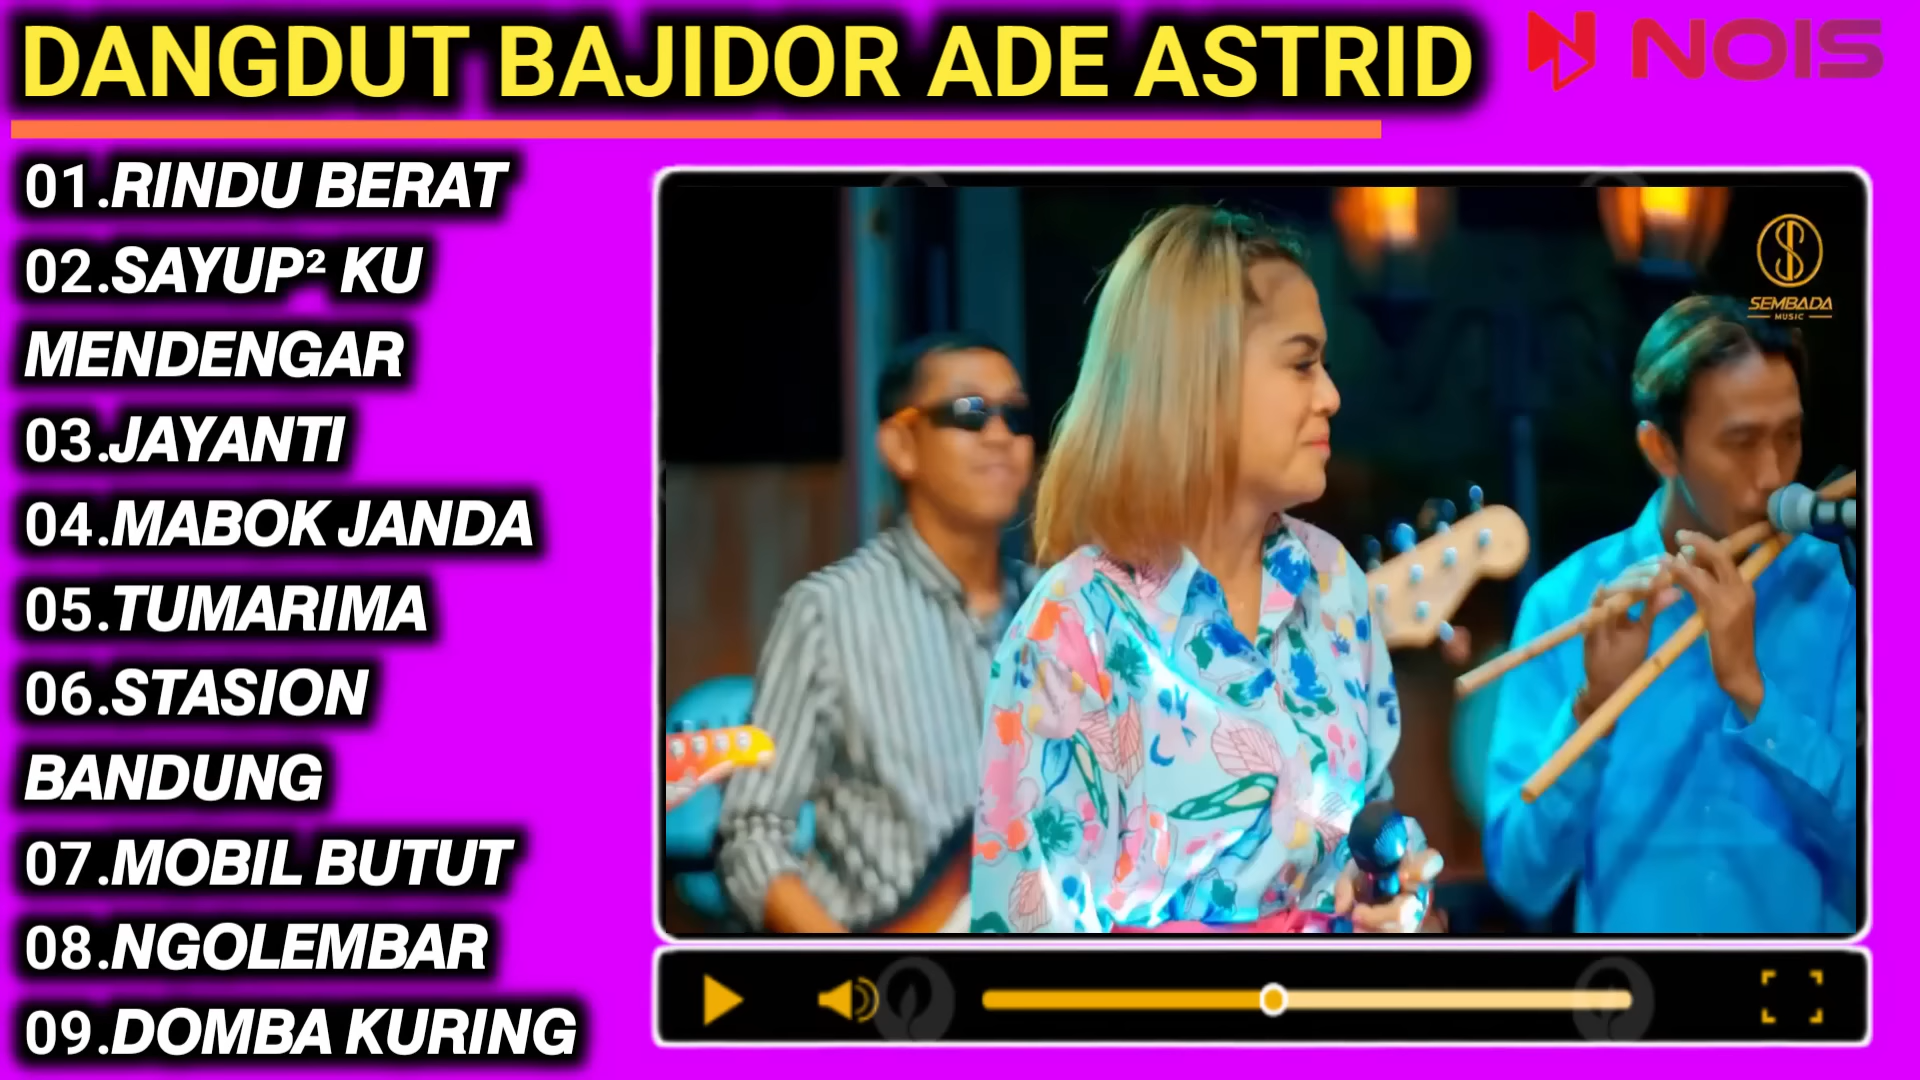 DANGDUT BAJIDOR ADE ASTRID
NOIS
01.RINDU BERAT
02.SAYUP² KU
MENDENGAR
03.JAYANTI
04.MABOK JANDA
05.TUMARIMA
06.STASION
BANDUNG
07.MOBIL BUTUT
08.NGOLEMBAR
09.DOMBA KURING
SEMBADA
MUSIC